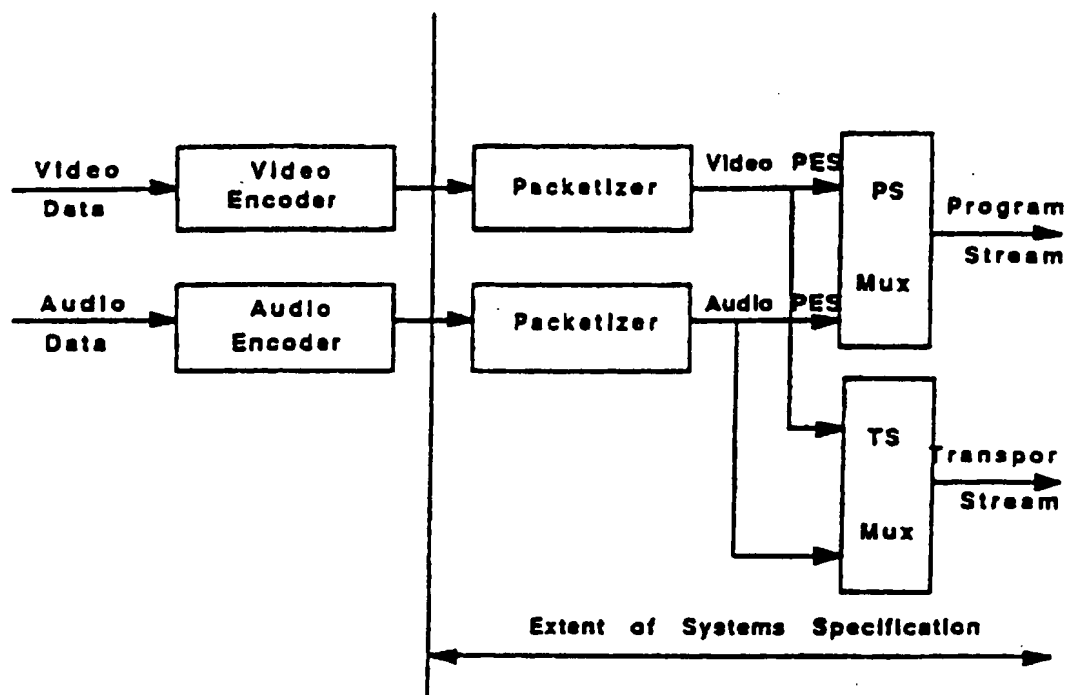 Video
Data
Video
Encoder
Packetizer
Video PES
PS
Mux
Program
Stream
Audio
Data
Audio
Encoder
Packetizer
Audio PES
TS
Mux
Transpor
Stream
Extent of Systems Specification